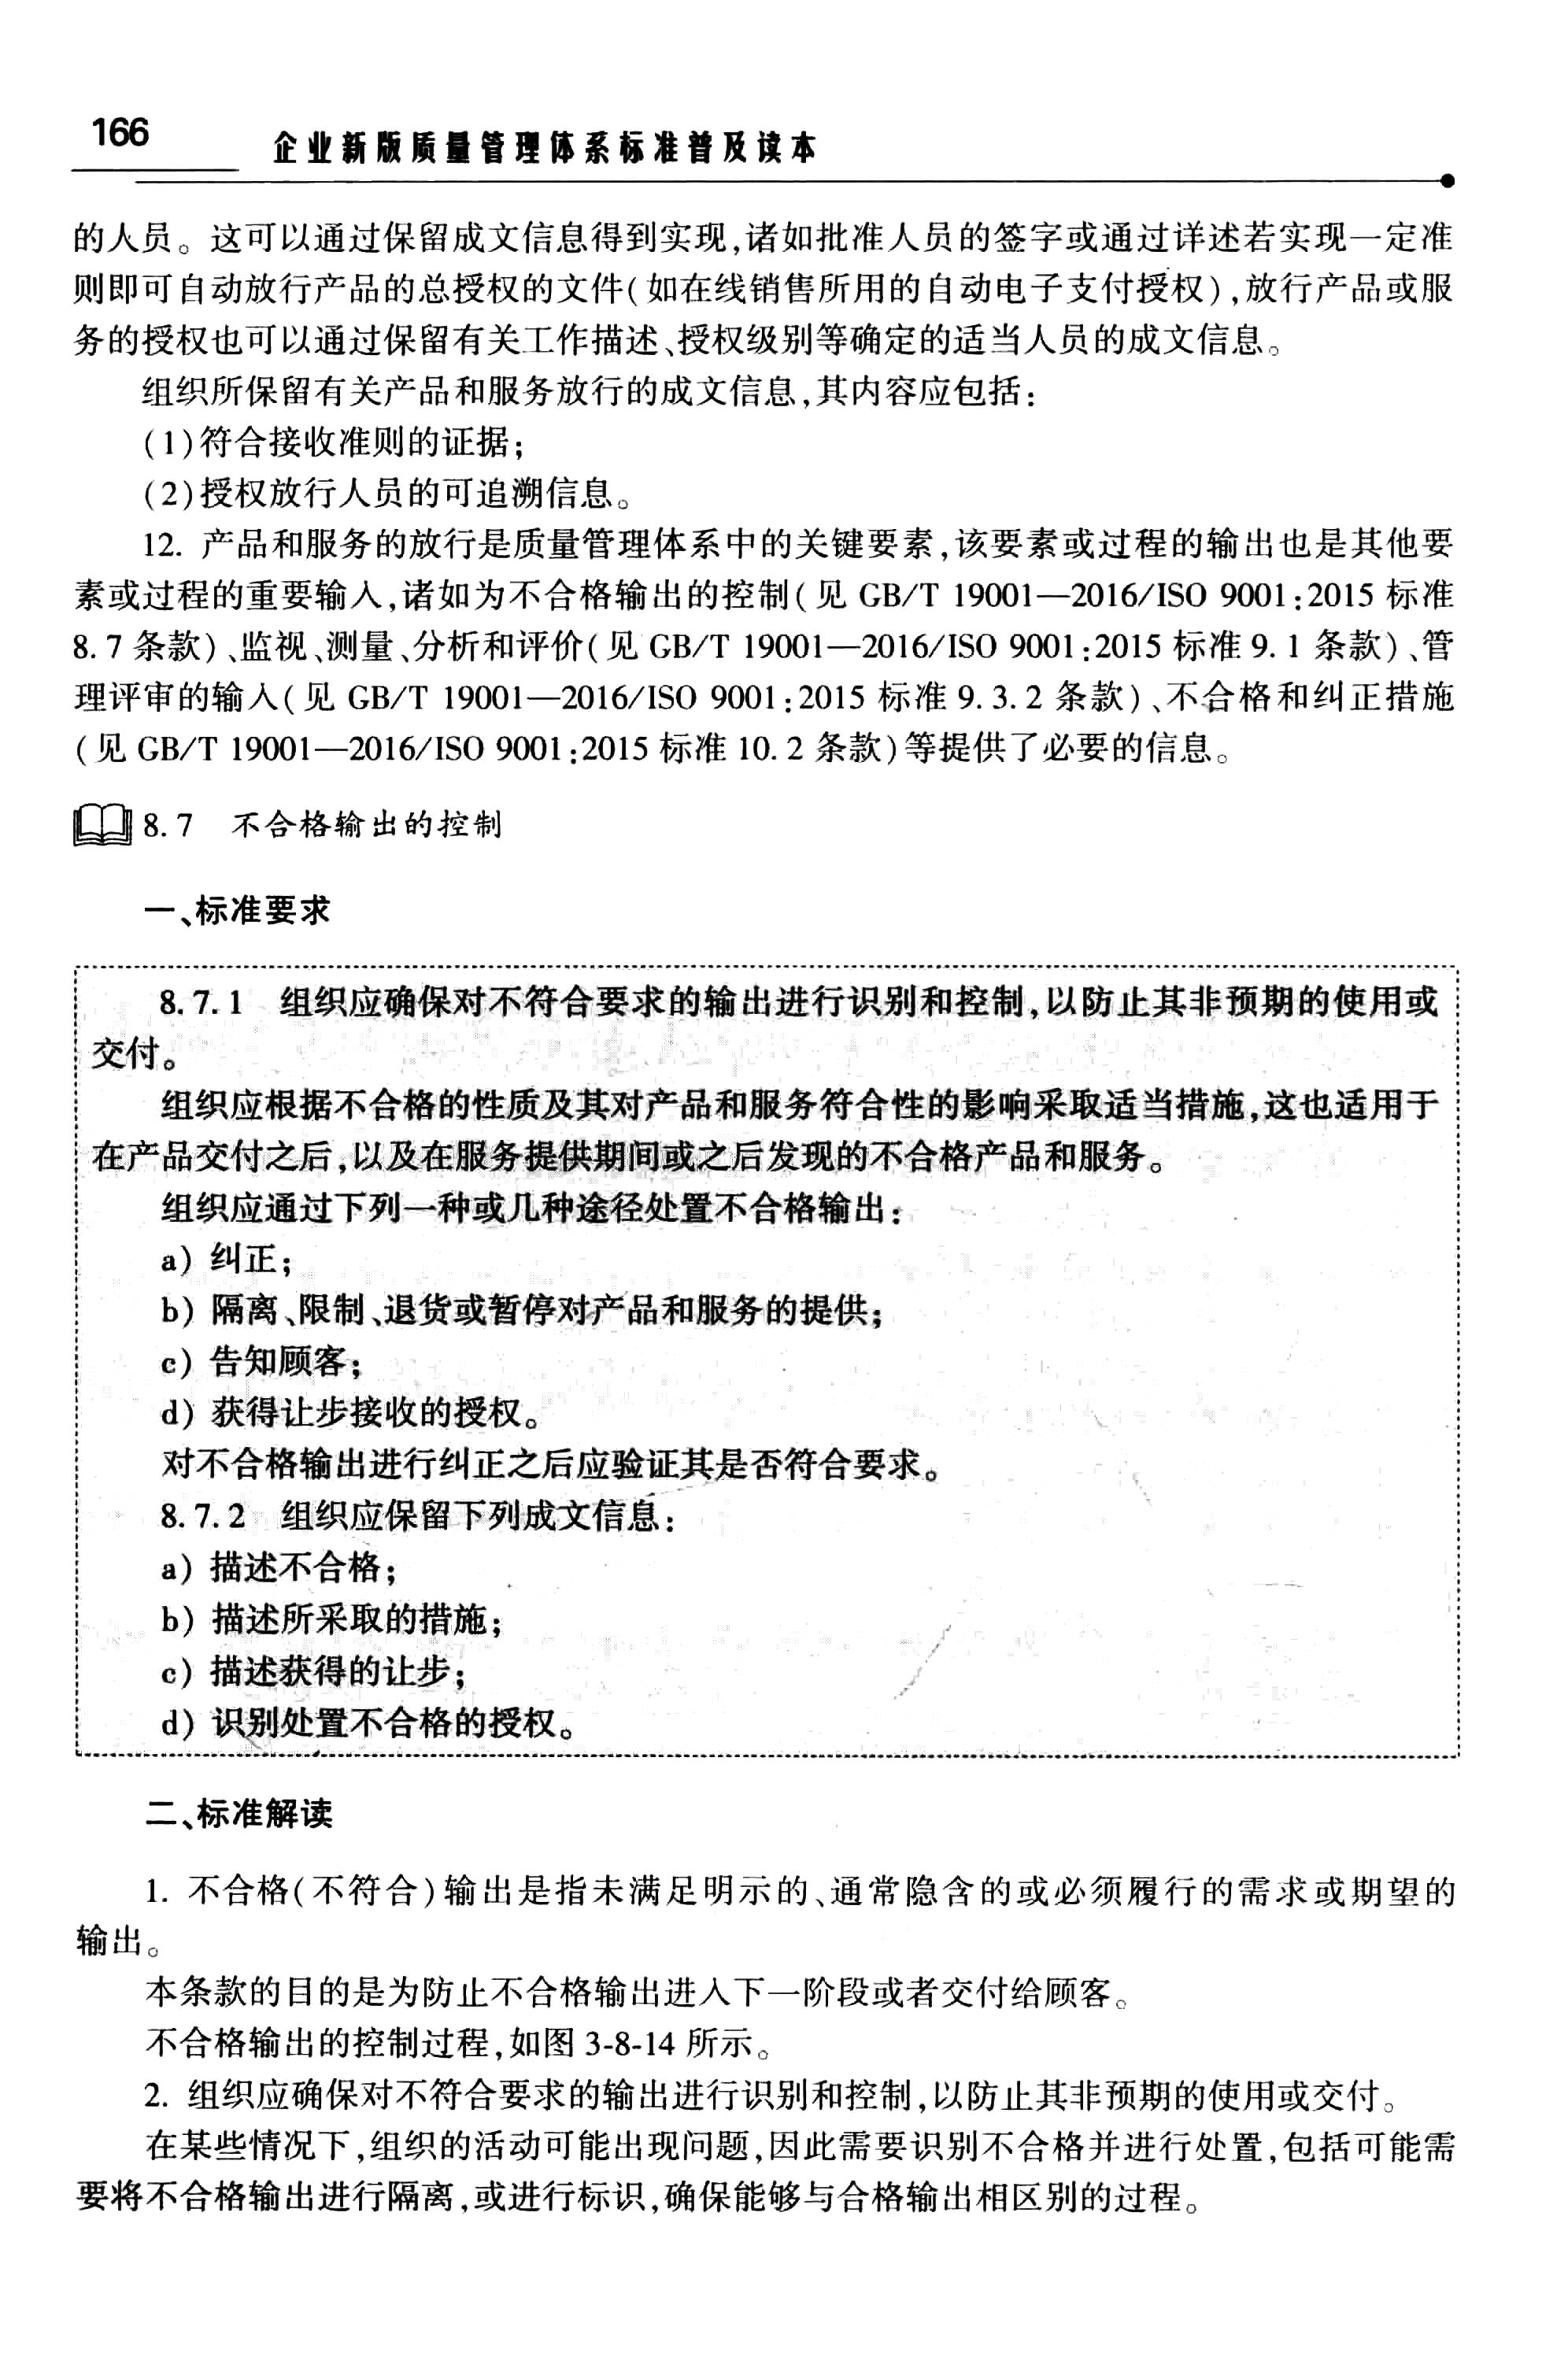 166
企业新版质量管理体系标准普及读本
的人员。这可以通过保留成文信息得到实现,诸如批准人员的签字或通过详述若实现一定准
则即可自动放行产品的总授权的文件(如在线销售所用的自动电子支付授权),放行产品或服
务的授权也可以通过保留有关工作描述、授权级别等确定的适当人员的成文信息。
组织所保留有关产品和服务放行的成文信息,其内容应包括:
(1)符合接收准则的证据;
(2)授权放行人员的可追溯信息。
12. 产品和服务的放行是质量管理体系中的关键要素,该要素或过程的输出也是其他要
素或过程的重要输入,诸如为不合格输出的控制(见 GB/T 19001—2016/ISO 9001:2015 标准
8.7 条款)、监视、测量、分析和评价(见 GB/T 19001—2016/ISO 9001:2015 标准 9.1 条款)、管
理评审的输入(见 GB/T 19001—2016/ISO 9001:2015 标准 9.3.2 条款)、不合格和纠正措施
(见 GB/T 19001—2016/ISO 9001:2015 标准 10.2 条款)等提供了必要的信息。
8.7 不合格输出的控制
一、标准要求
8.7.1 组织应确保对不符合要求的输出进行识别和控制,以防止其非预期的使用或
交付。
组织应根据不合格的性质及其对产品和服务符合性的影响采取适当措施,这也适用于
在产品交付之后,以及在服务提供期间或之后发现的不合格产品和服务。
组织应通过下列一种或几种途径处置不合格输出:
a) 纠正;
b) 隔离、限制、退货或暂停对产品和服务的提供;
c) 告知顾客;
d) 获得让步接收的授权。
对不合格输出进行纠正之后应验证其是否符合要求。
8.7.2 组织应保留下列成文信息:
a) 描述不合格;
b) 描述所采取的措施;
c) 描述获得的让步;
d) 识别处置不合格的授权。
二、标准解读
1. 不合格(不符合)输出是指未满足明示的、通常隐含的或必须履行的需求或期望的
输出。
本条款的目的是为防止不合格输出进入下一阶段或者交付给顾客。
不合格输出的控制过程,如图 3-8-14 所示。
2. 组织应确保对不符合要求的输出进行识别和控制,以防止其非预期的使用或交付。
在某些情况下,组织的活动可能出现问题,因此需要识别不合格并进行处置,包括可能需
要将不合格输出进行隔离,或进行标识,确保能够与合格输出相区别的过程。